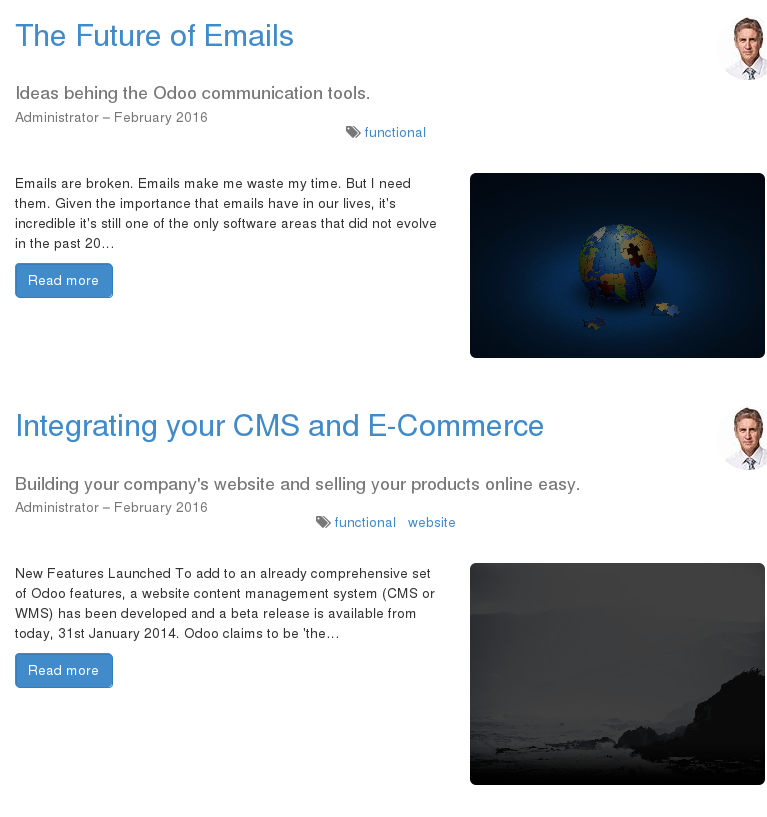 The Future of Emails
Ideas behing the Odoo communication tools.
Administrator – February 2016
functional
Emails are broken. Emails make me waste my time. But I need
them. Given the importance that emails have in our lives, it's
incredible it's still one of the only software areas that did not evolve
in the past 20...
Read more
Integrating your CMS and E-Commerce
Building your company's website and selling your products online easy.
Administrator – February 2016
functional website
New Features Launched To add to an already comprehensive set
of Odoo features, a website content management system (CMS or
WMS) has been developed and a beta release is available from
today, 31st January 2014. Odoo claims to be 'the...
Read more